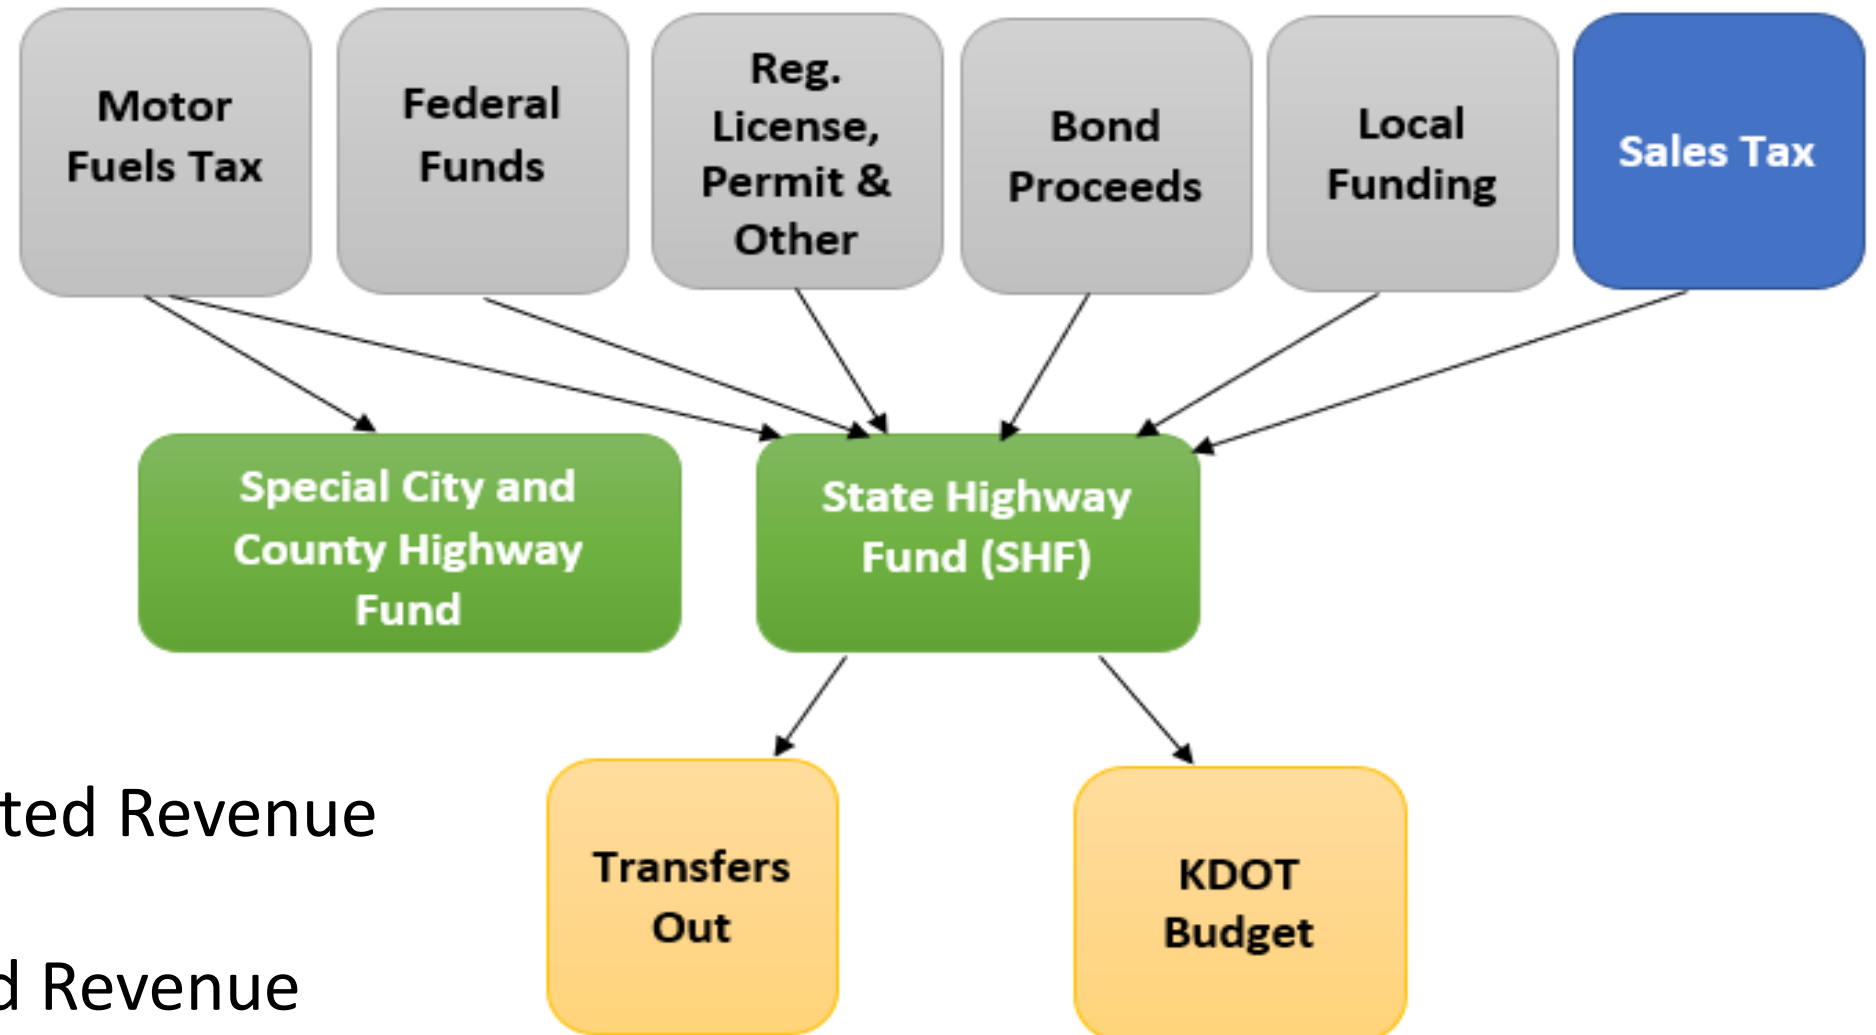 Motor
Fuels Tax
Federal
Funds
Reg.
License,
Permit &
Other
Bond
Proceeds
Local
Funding
Sales Tax
Special City and
County Highway
Fund
State Highway
Fund (SHF)
ted Revenue
Transfers
Out
KDOT
Budget
d Revenue